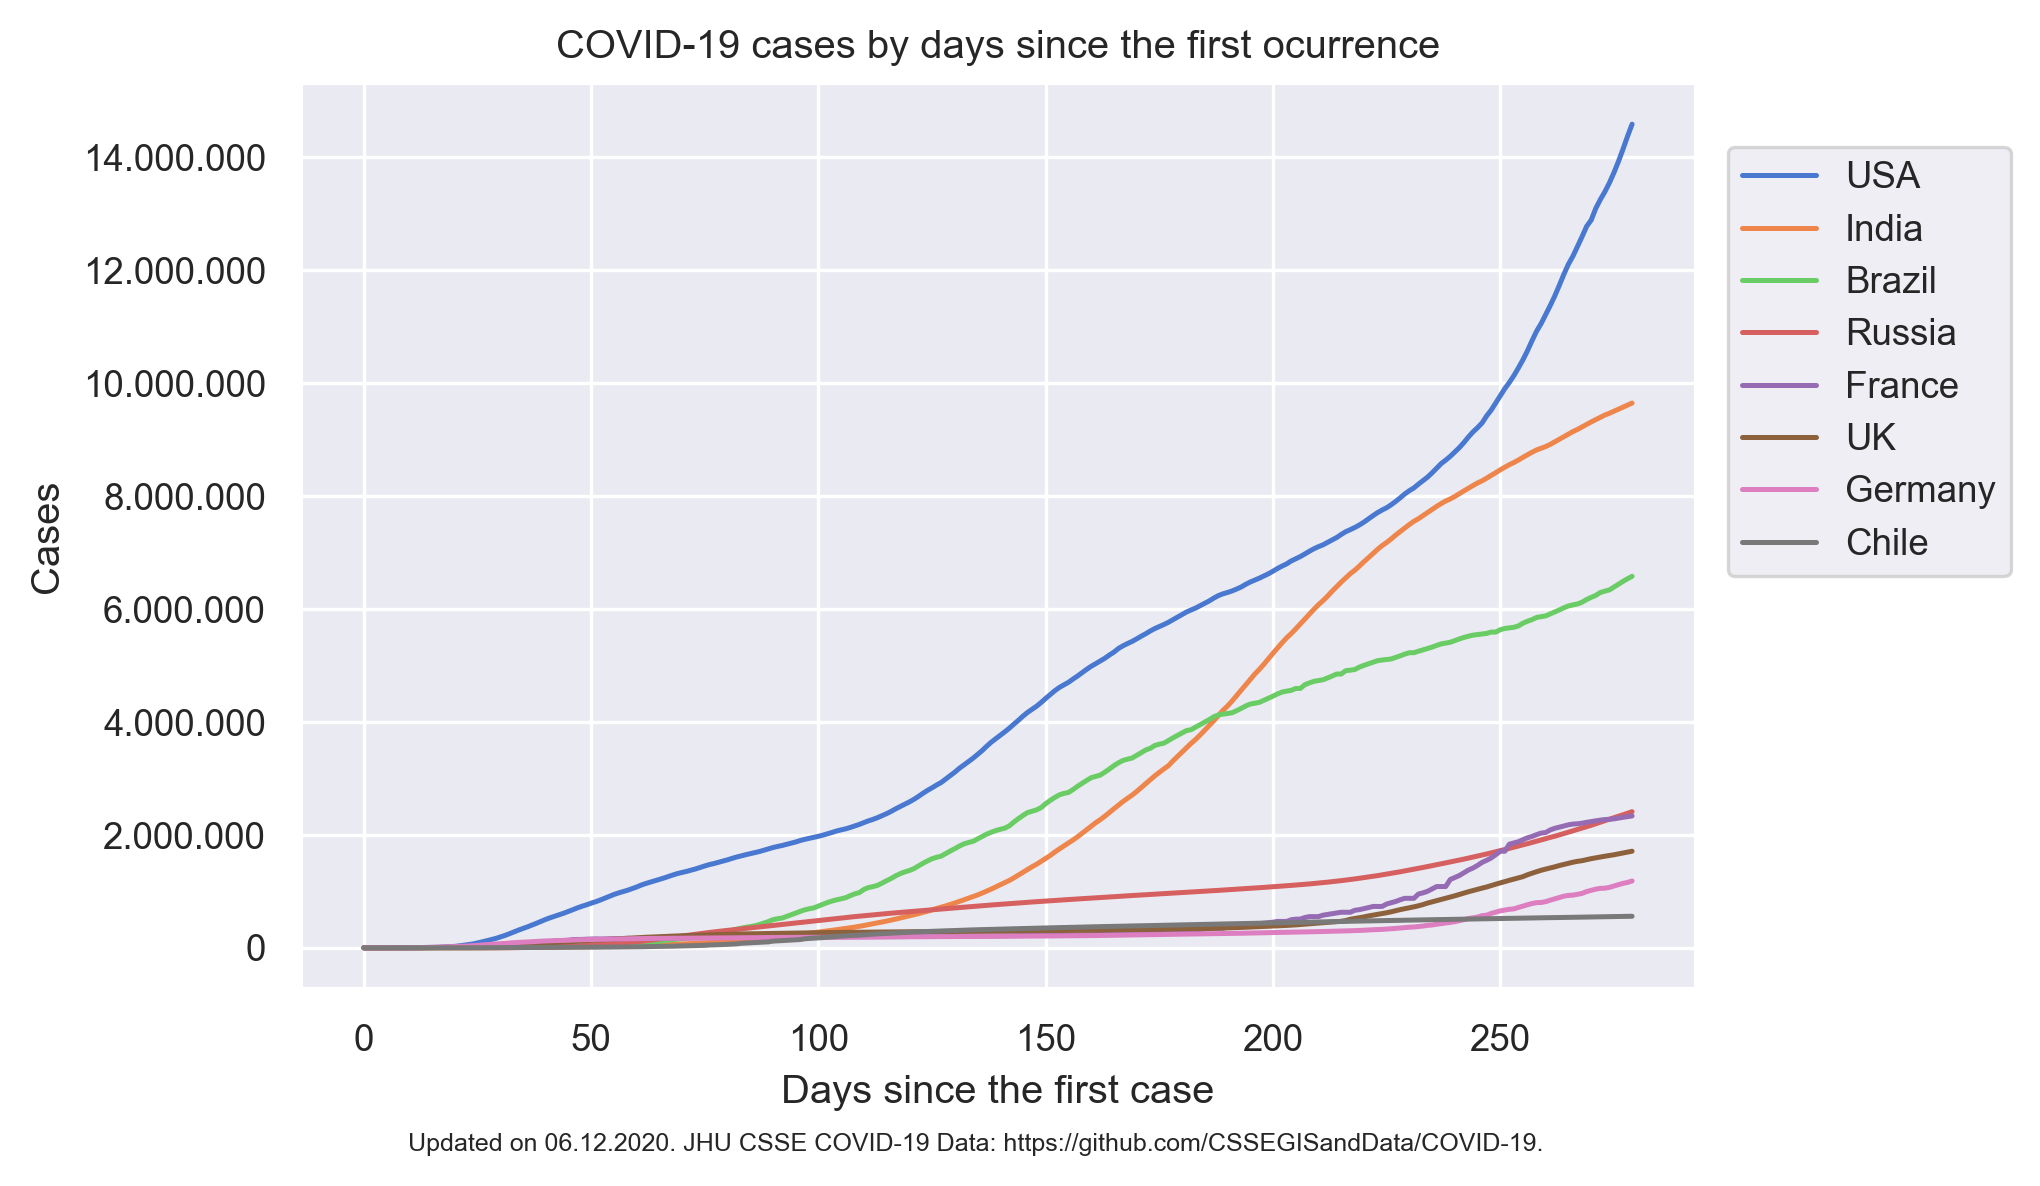 COVID-19 cases by days since the first ocurrence
14.000.000
12.000.000
10.000.000
8.000.000
6.000.000
4.000.000
2.000.000
0
Cases
0 50 100 150 200 250
Days since the first case
USA
India
Brazil
Russia
France
UK
Germany
Chile
Updated on 06.12.2020. JHU CSSE COVID-19 Data: https://github.com/CSSEGISandData/COVID-19.